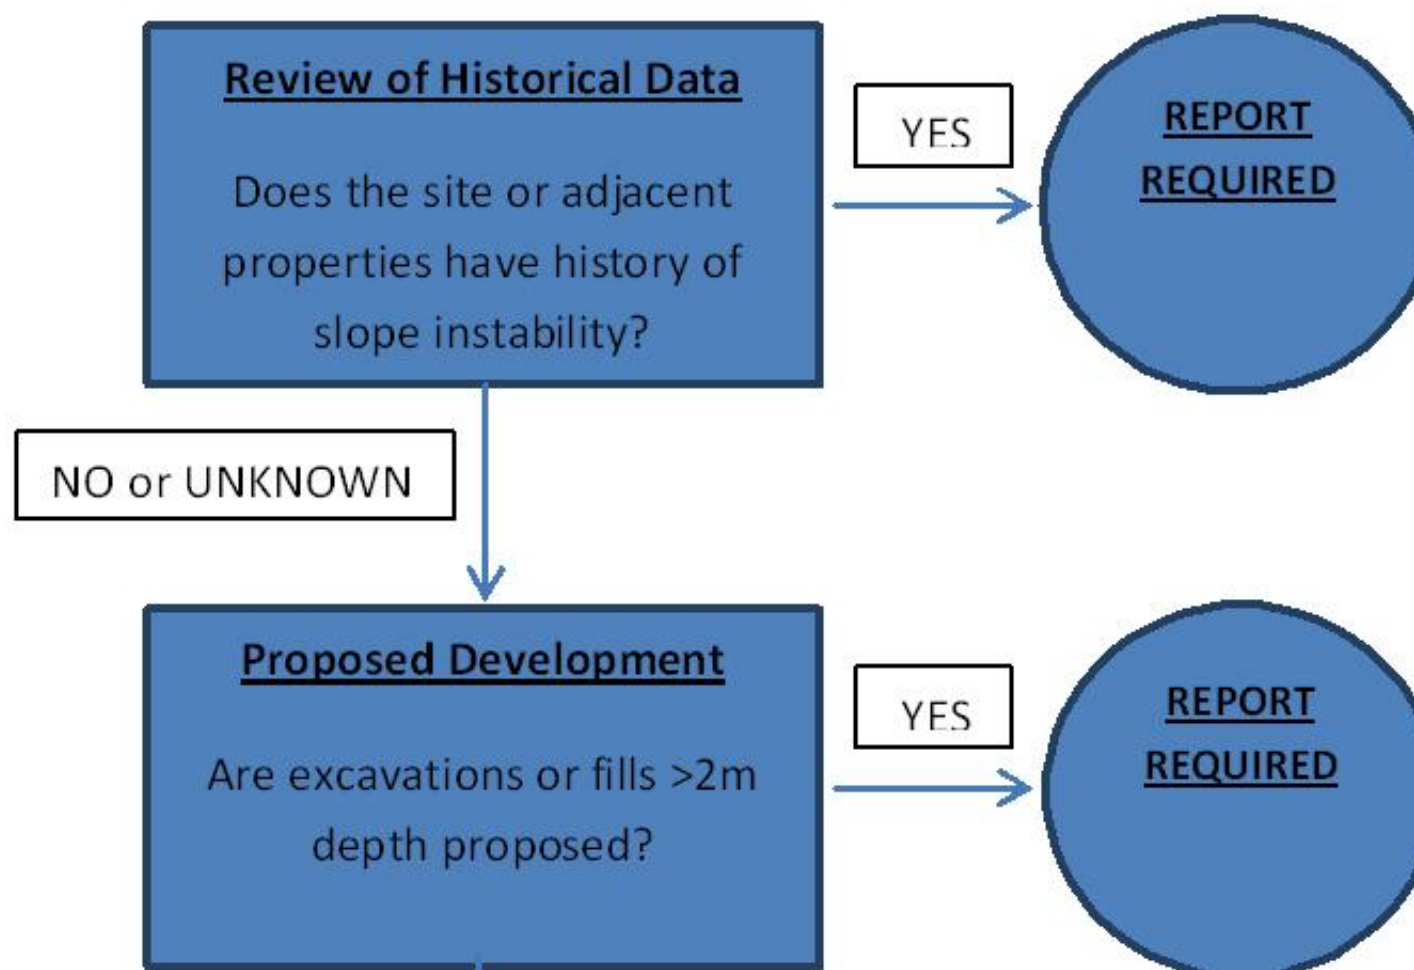 Review of Historical Data
Does the site or adjacent
properties have history of
slope instability?
YES
REPORT
REQUIRED
NO or UNKNOWN
Proposed Development
Are excavations or fills >2m
depth proposed?
YES
REPORT
REQUIRED